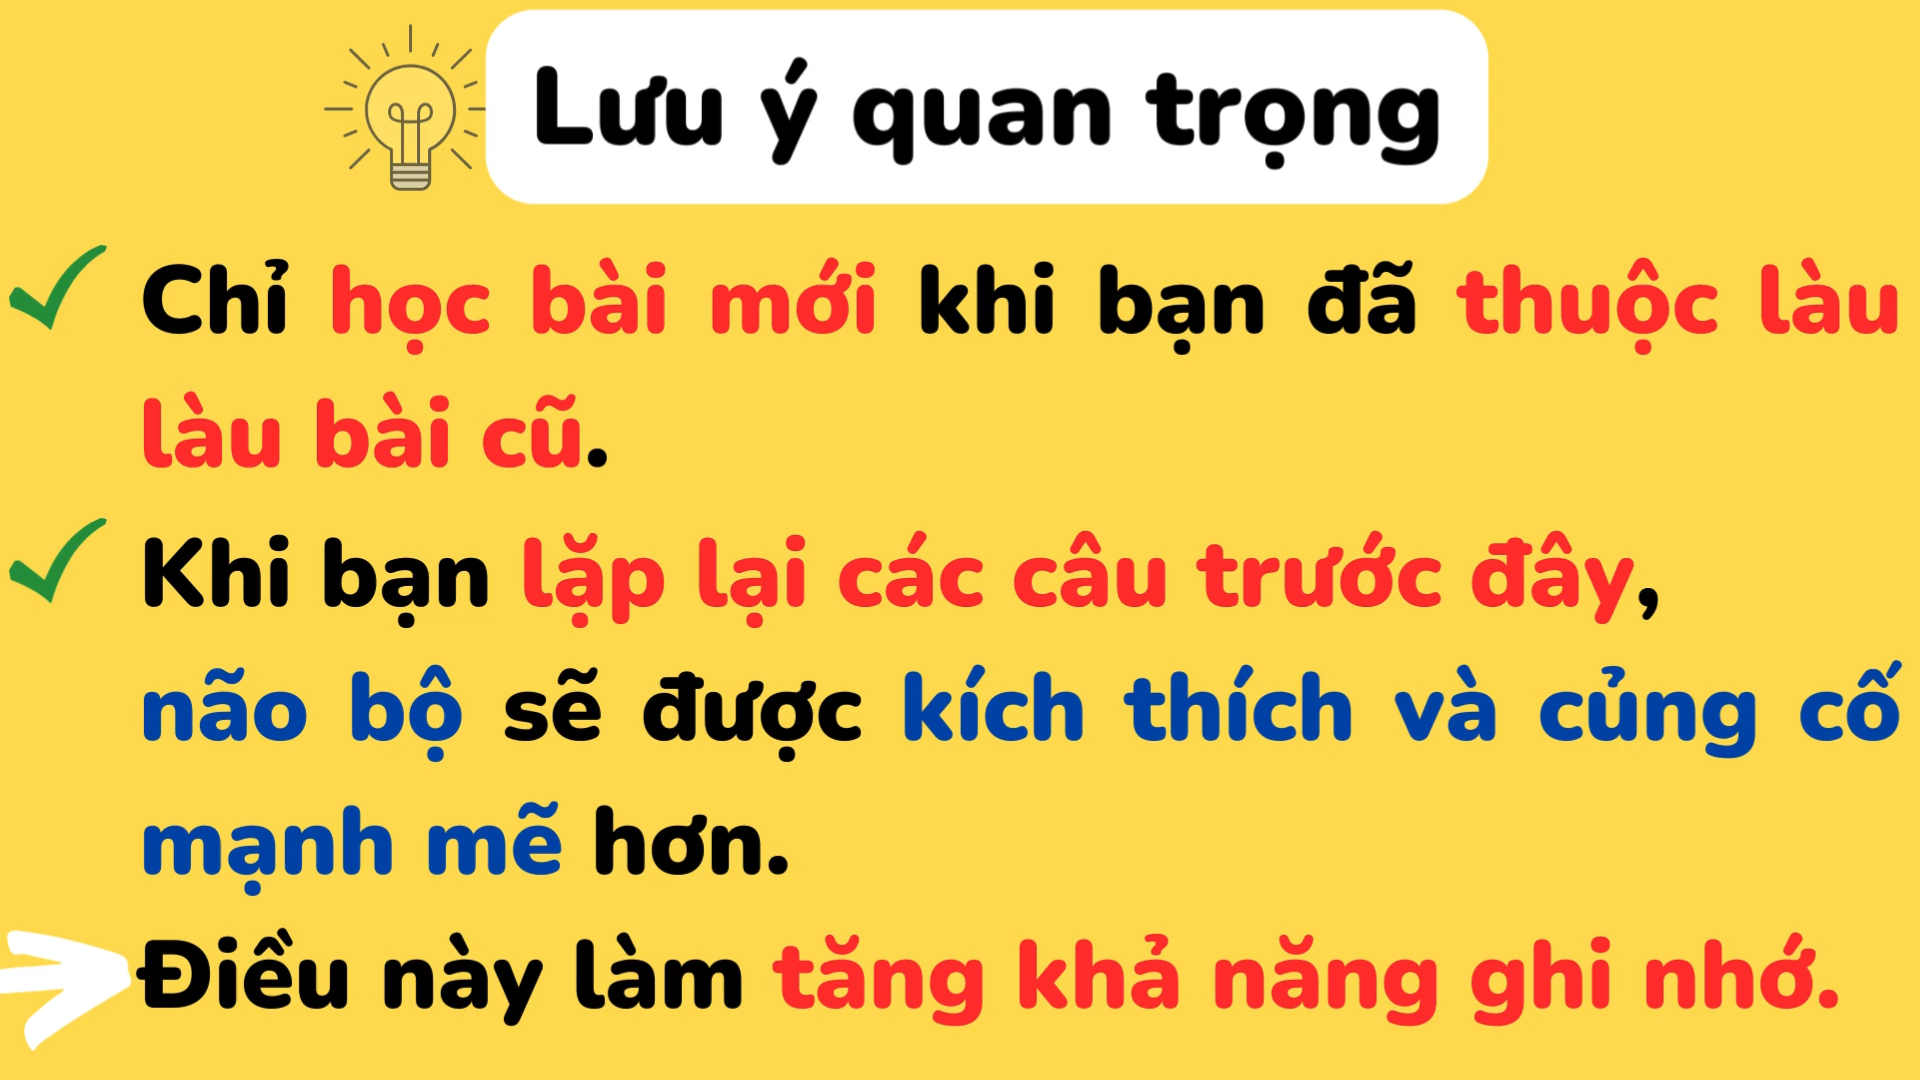 Lưu ý quan trọng
Chỉ học bài mới khi bạn đã thuộc làu
làu bài cũ.
Khi bạn lặp lại các câu trước đây,
não bộ sẽ được kích thích và củng cố
mạnh mẽ hơn.
Điều này làm tăng khả năng ghi nhớ.